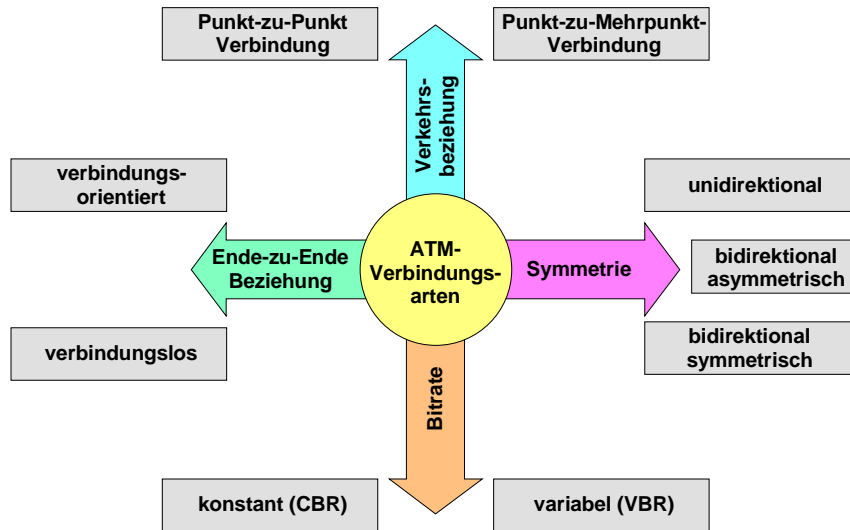 Punkt-zu-Punkt
Verbindung
Punkt-zu-Mehrpunkt-
Verbindung
Verkehrs-
beziehung
verbindungs-
orientiert
unidirektional
Ende-zu-Ende
Beziehung
ATM-
Verbindungs-
arten
Symmetrie
bidirektional
asymmetrisch
verbindungslos
bidirektional
symmetrisch
Bitrate
konstant (CBR)
variabel (VBR)